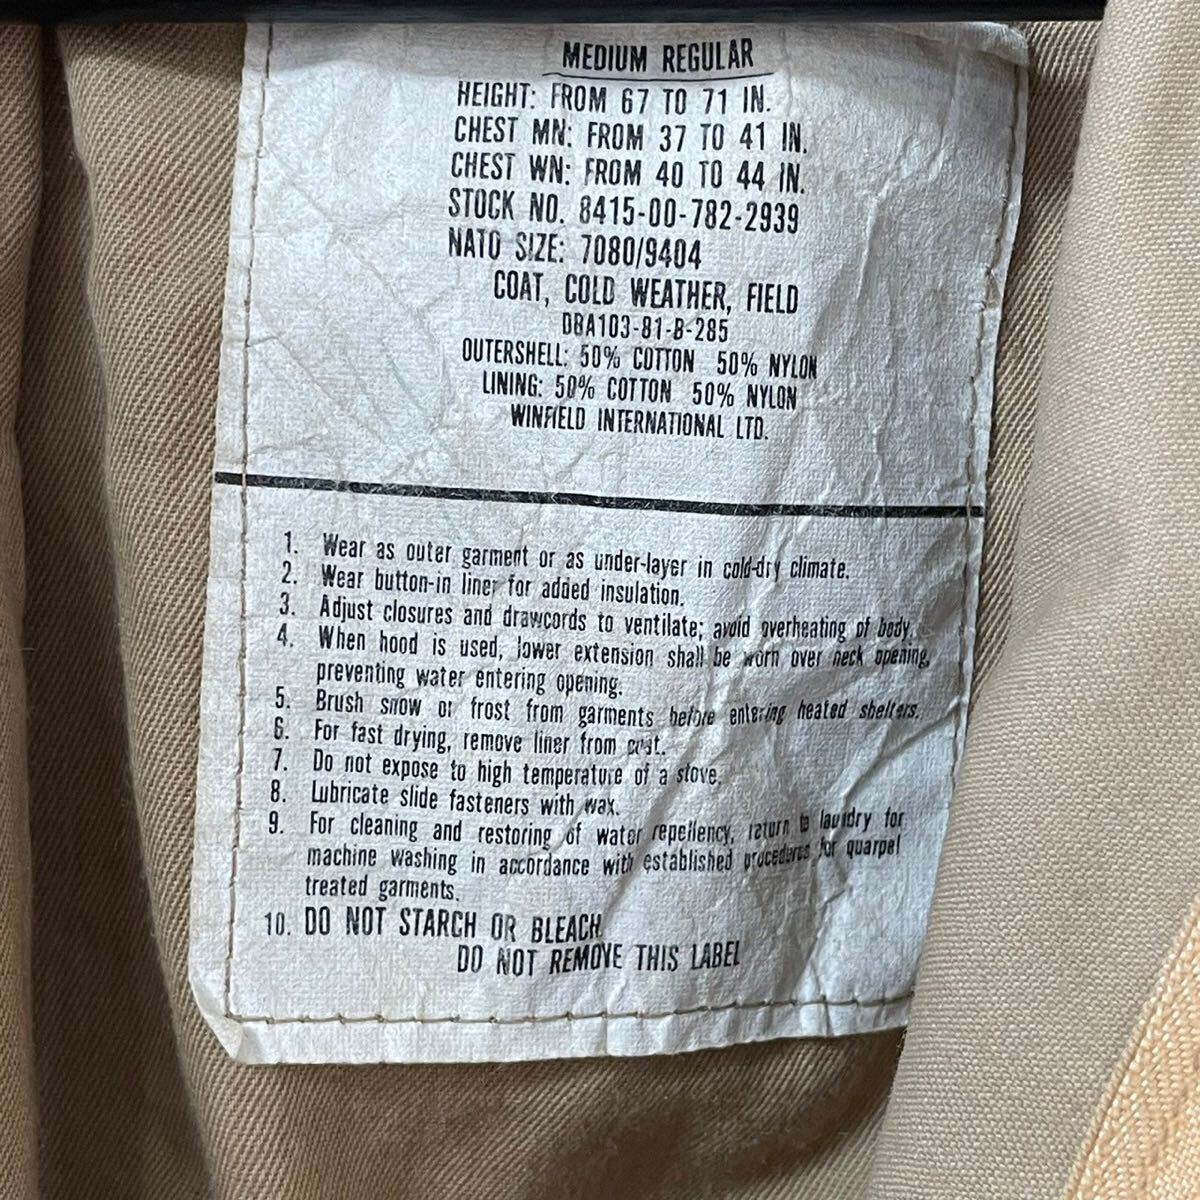 MEDIUM REGULAR
HEIGHT: FROM 67 TO 71 IN.
CHEST MN: FROM 37 TO 41 IN.
CHEST WN: FROM 40 TO 44 IN.
STOCK NO. 8415-00-782-2939
NATO SIZE: 7080/9404
COAT, COLD WEATHER, FIELD
DBA103-81-B-285
OUTERSHELL: 50% COTTON 50% NYLON
LINING: 50% COTTON 50% NYLON
WINFIELD INTERNATIONAL LTD.
1. Wear as outer garment or as under-layer in cold-dry climate.
2. Wear button-in liner for added insulation.
3. Adjust closures and drawcords to ventilate; avoid overheating of body.
4. When hood is used, lower extension shall be worn over neck opening,
preventing water entering opening.
5. Brush snow or frost from garments before entering heated shelters.
6. For fast drying, remove liner from coat.
7. Do not expose to high temperature of a stove.
8. Lubricate slide fasteners with wax.
9. For cleaning and restoring of water repellency, return to laundry for
machine washing in accordance with established procedures for quarpel
treated garments.
10. DO NOT STARCH OR BLEACH
DO NOT REMOVE THIS LABEL